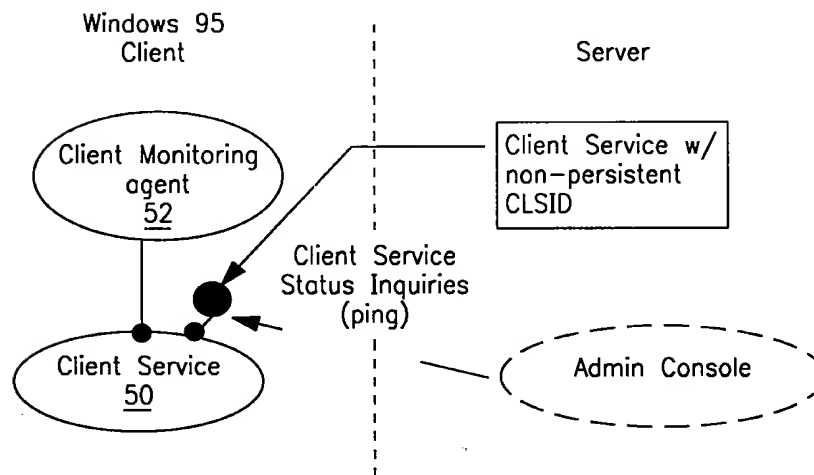 Windows 95
Client
Server
Client Monitoring
agent
52
Client Service w/
non-persistent
CLSID
Client Service
Status Inquiries
(ping)
Client Service
50
Admin Console